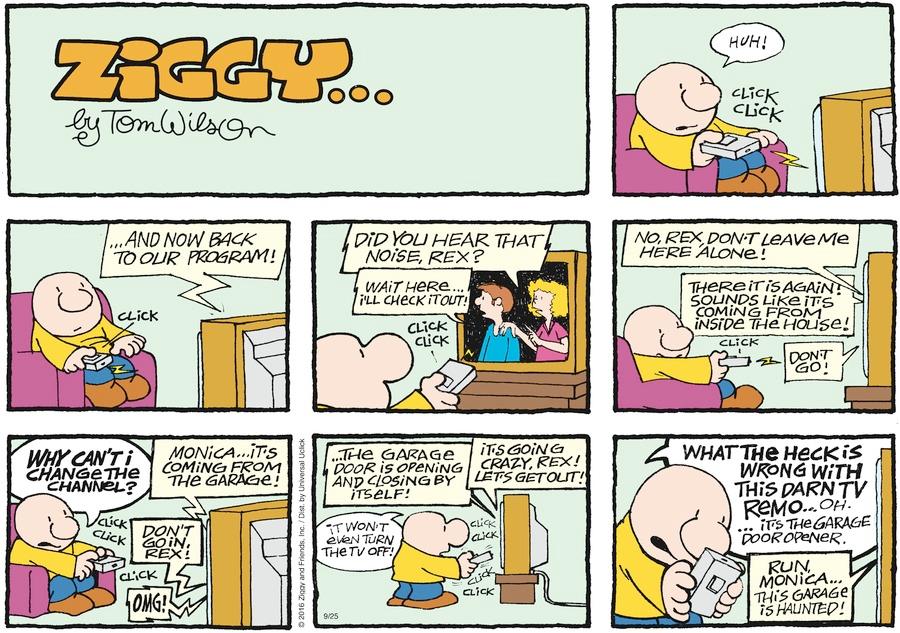 ZiGGY...
by Tom Wilson
HUH!
CLICK
CLICK
...AND NOW BACK
TO OUR PROGRAM!
CLICK
DID YOU HEAR THAT
NOISE, REX?
WAIT HERE...
I'LL CHECK IT OUT!
CLICK
CLICK
NO, REX, DON'T LEAVE ME
HERE ALONE!
THERE IT IS AGAIN!
SOUNDS LIKE IT'S
COMING FROM
INSIDE THE HOUSE!
CLICK
DON'T
GO!
WHY CAN'T I
CHANGE THE
CHANNEL?
MONICA...IT'S
COMING FROM
THE GARAGE!
CLICK
CLICK
DON'T
GO IN
REX!
CLICK
OMG!
© 2016 Ziggy and Friends, Inc. / Dist. by Universal Uclick
...THE GARAGE
DOOR IS OPENING
AND CLOSING BY
ITSELF!
IT'S GOING
CRAZY, REX!
LET'S GET OUT!
IT WON'T
EVEN TURN
THE TV OFF!
CLICK
CLICK
CLICK
CLICK
9/25
WHAT THE HECK IS
WRONG WITH
THIS DARN TV
REMO... OH.
... IT'S THE GARAGE
DOOR OPENER.
RUN,
MONICA...
THIS GARAGE
IS HAUNTED!